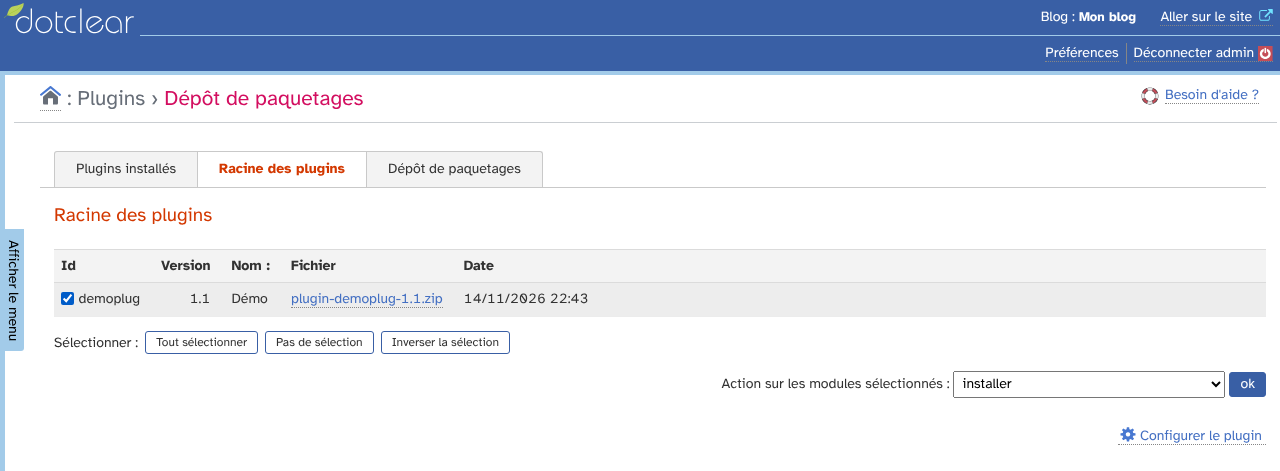 dotclear
Blog : Mon blog Aller sur le site
Préférences Déconnecter admin
: Plugins › Dépôt de paquetages
Besoin d'aide ?
Plugins installés Racine des plugins Dépôt de paquetages
Racine des plugins
Afficher le menu
Id Version Nom : Fichier Date
demoplug 1.1 Démo plugin-demoplug-1.1.zip 14/11/2026 22:43
Sélectionner : Tout sélectionner Pas de sélection Inverser la sélection
Action sur les modules sélectionnés : installer ok
Configurer le plugin